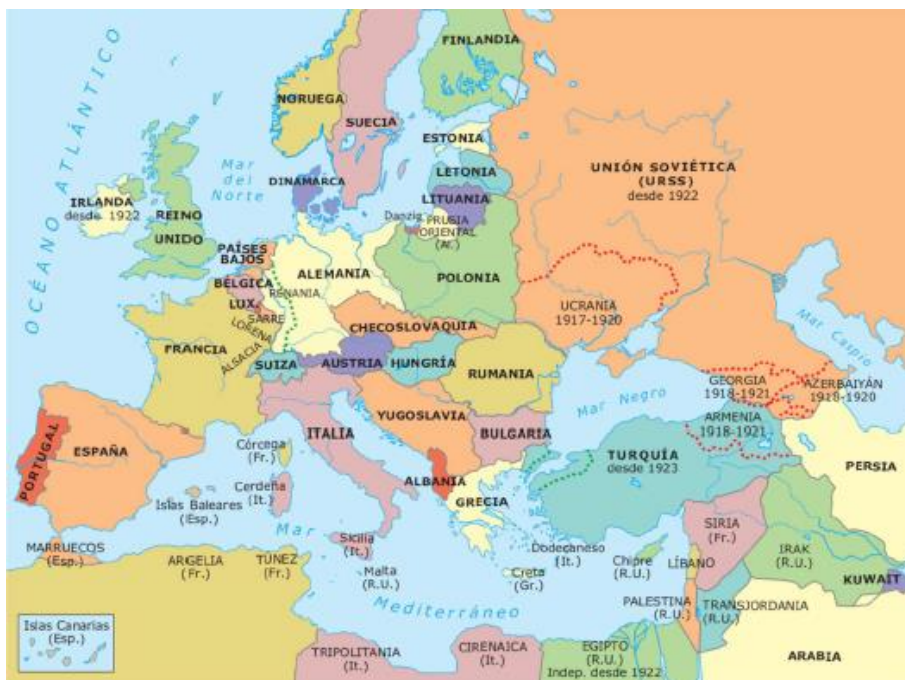 OCÉANO ATLÁNTICO
FINLANDIA
NORUEGA
SUECIA
ESTONIA
Mar
del
Norte
LETONIA
UNIÓN SOVIÉTICA
(URSS)
desde 1922
DINAMARCA
LITUANIA
IRLANDA
desde 1922
REINO
UNIDO
Danzig
PRUSIA
ORIENTAL
(Al.)
PAÍSES
BAJOS
ALEMANIA
POLONIA
BÉLGICA
RENANIA
LUX.
SARRE
UCRANIA
1917-1920
LORENA
CHECOSLOVAQUIA
FRANCIA
ALSACIA
SUIZA
AUSTRIA
HUNGRÍA
RUMANIA
Mar Caspio
GEORGIA
1918-1921
AZERBAIYÁN
1918-1920
Mar Negro
YUGOSLAVIA
ARMENIA
1918-1921
PORTUGAL
ESPAÑA
ITALIA
BULGARIA
Córcega
(Fr.)
TURQUÍA
desde 1923
PERSIA
ALBANIA
Cerdeña
(It.)
GRECIA
Islas Baleares
(Esp.)
Mar
Mediterráneo
Sicilia
(It.)
SIRIA
(Fr.)
MARRUECOS
(Esp.)
ARGELIA
(Fr.)
TÚNEZ
(Fr.)
Malta
(R.U.)
Dodecaneso
(It.)
Creta
(Gr.)
Chipre
(R.U.)
LÍBANO
IRAK
(R.U.)
KUWAIT
PALESTINA
(R.U.)
TRANSJORDANIA
(R.U.)
Islas Canarias
(Esp.)
TRIPOLITANIA
(It.)
CIRENAICA
(It.)
EGIPTO
(R.U.)
Indep. desde 1922
ARABIA